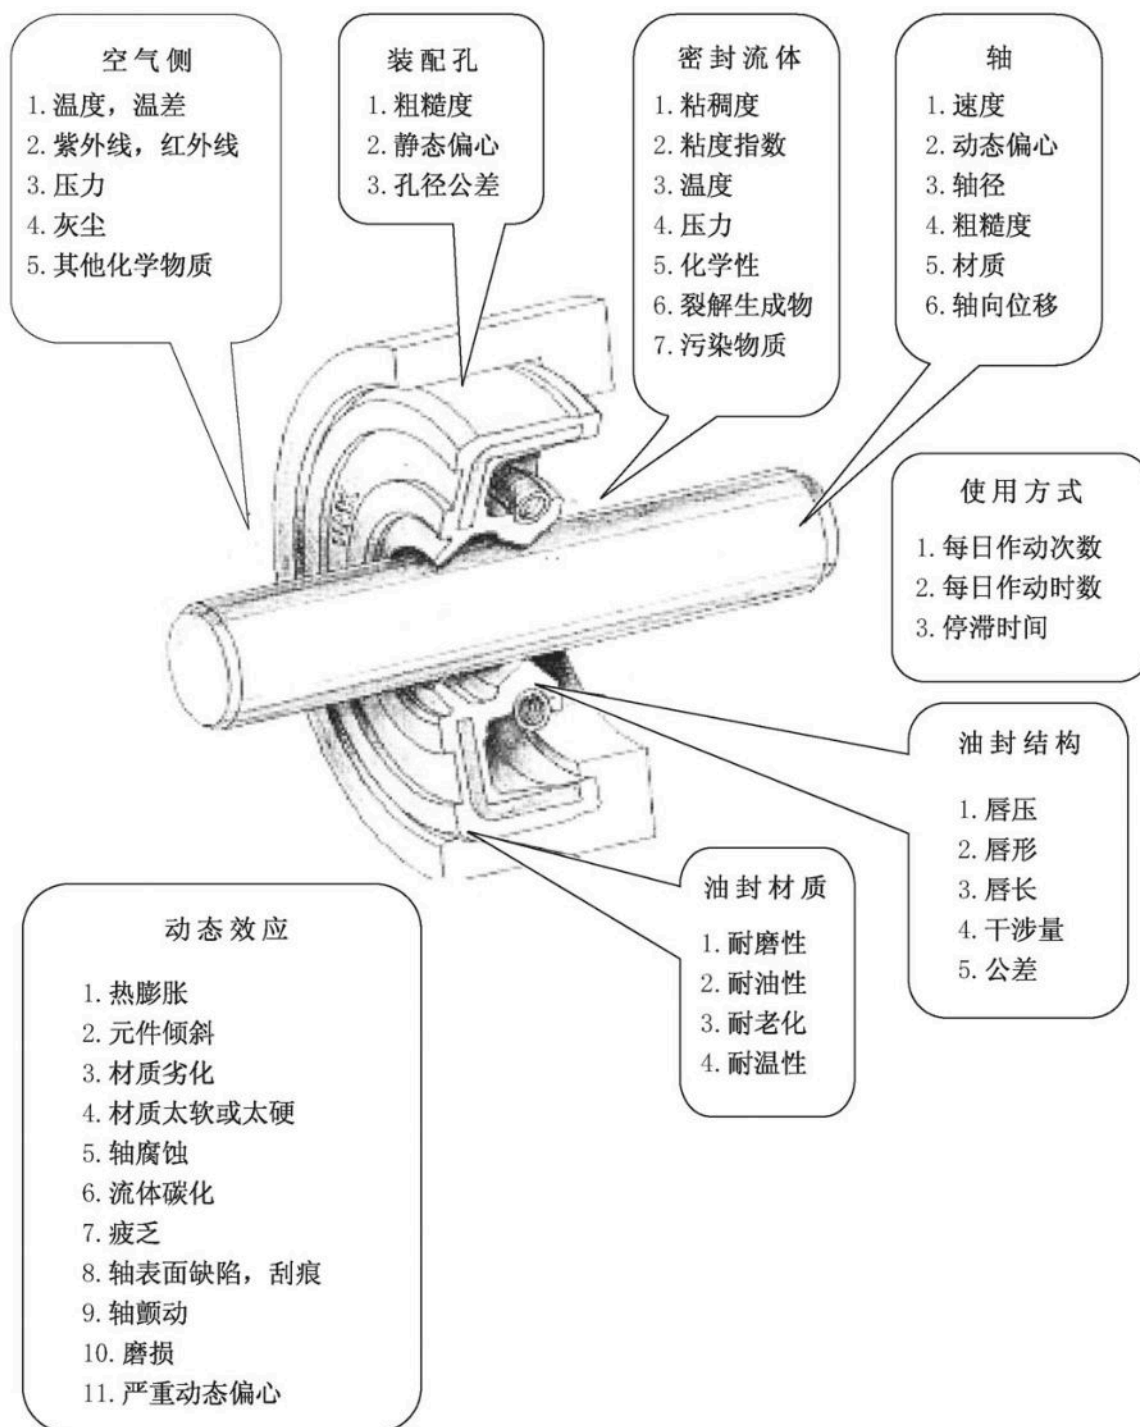 空气侧
1. 温度，温差
2. 紫外线，红外线
3. 压力
4. 灰尘
5. 其他化学物质
装配孔
1. 粗糙度
2. 静态偏心
3. 孔径公差
密封流体
1. 粘稠度
2. 粘度指数
3. 温度
4. 压力
5. 化学性
6. 裂解生成物
7. 污染物质
轴
1. 速度
2. 动态偏心
3. 轴径
4. 粗糙度
5. 材质
6. 轴向位移
使用方式
1. 每日作动次数
2. 每日作动时数
3. 停滞时间
油封结构
1. 唇压
2. 唇形
3. 唇长
4. 干涉量
5. 公差
油封材质
1. 耐磨性
2. 耐油性
3. 耐老化
4. 耐温性
动态效应
1. 热膨胀
2. 元件倾斜
3. 材质劣化
4. 材质太软或太硬
5. 轴腐蚀
6. 流体碳化
7. 疲乏
8. 轴表面缺陷，刮痕
9. 轴颤动
10. 磨损
11. 严重动态偏心